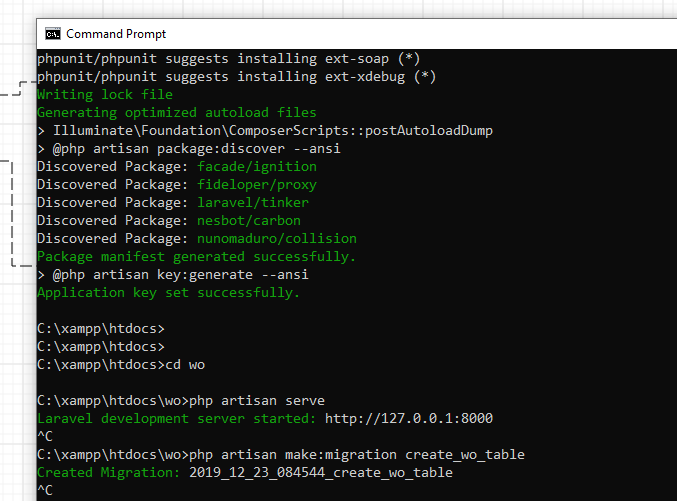 Command Prompt
phpunit/phpunit suggests installing ext-soap (*)
phpunit/phpunit suggests installing ext-xdebug (*)
Writing lock file
Generating optimized autoload files
> Illuminate\Foundation\ComposerScripts::postAutoloadDump
> @php artisan package:discover --ansi
Discovered Package: facade/ignition
Discovered Package: fideloper/proxy
Discovered Package: laravel/tinker
Discovered Package: nesbot/carbon
Discovered Package: nunomaduro/collision
Package manifest generated successfully.
> @php artisan key:generate --ansi
Application key set successfully.
C:\xampp\htdocs>
C:\xampp\htdocs>
C:\xampp\htdocs>cd wo
C:\xampp\htdocs\wo>php artisan serve
Laravel development server started: http://127.0.0.1:8000
^C
C:\xampp\htdocs\wo>php artisan make:migration create_wo_table
Created Migration: 2019_12_23_084544_create_wo_table
^C